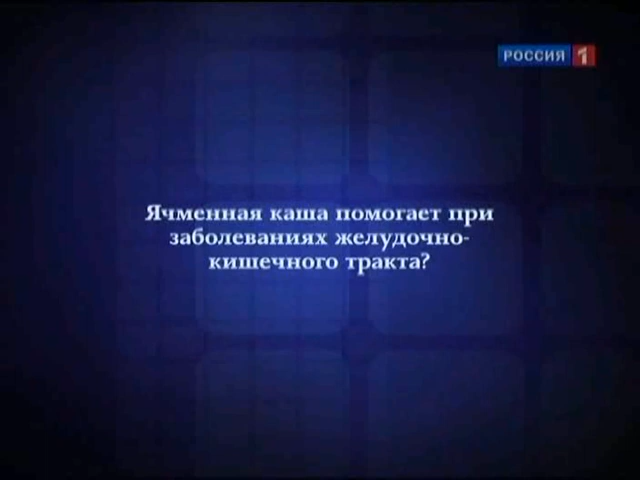 РОССИЯ 1
Ячменная каша помогает при
заболеваниях желудочно-
кишечного тракта?